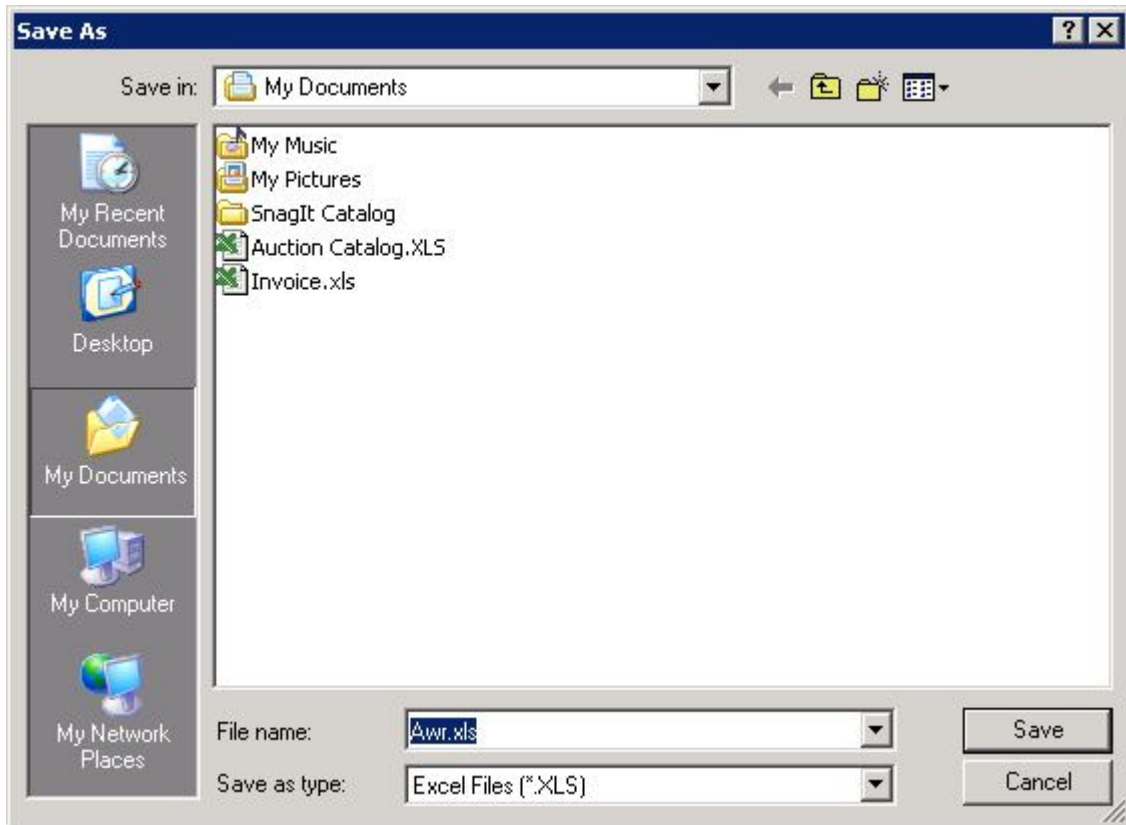 Save As
Save in:
My Documents
My Recent
Documents
Desktop
My Documents
My Computer
My Network
Places
My Music
My Pictures
SnagIt Catalog
Auction Catalog.XLS
Invoice.xls
File name:
Awr.xls
Save
Save as type:
Excel Files (*.XLS)
Cancel